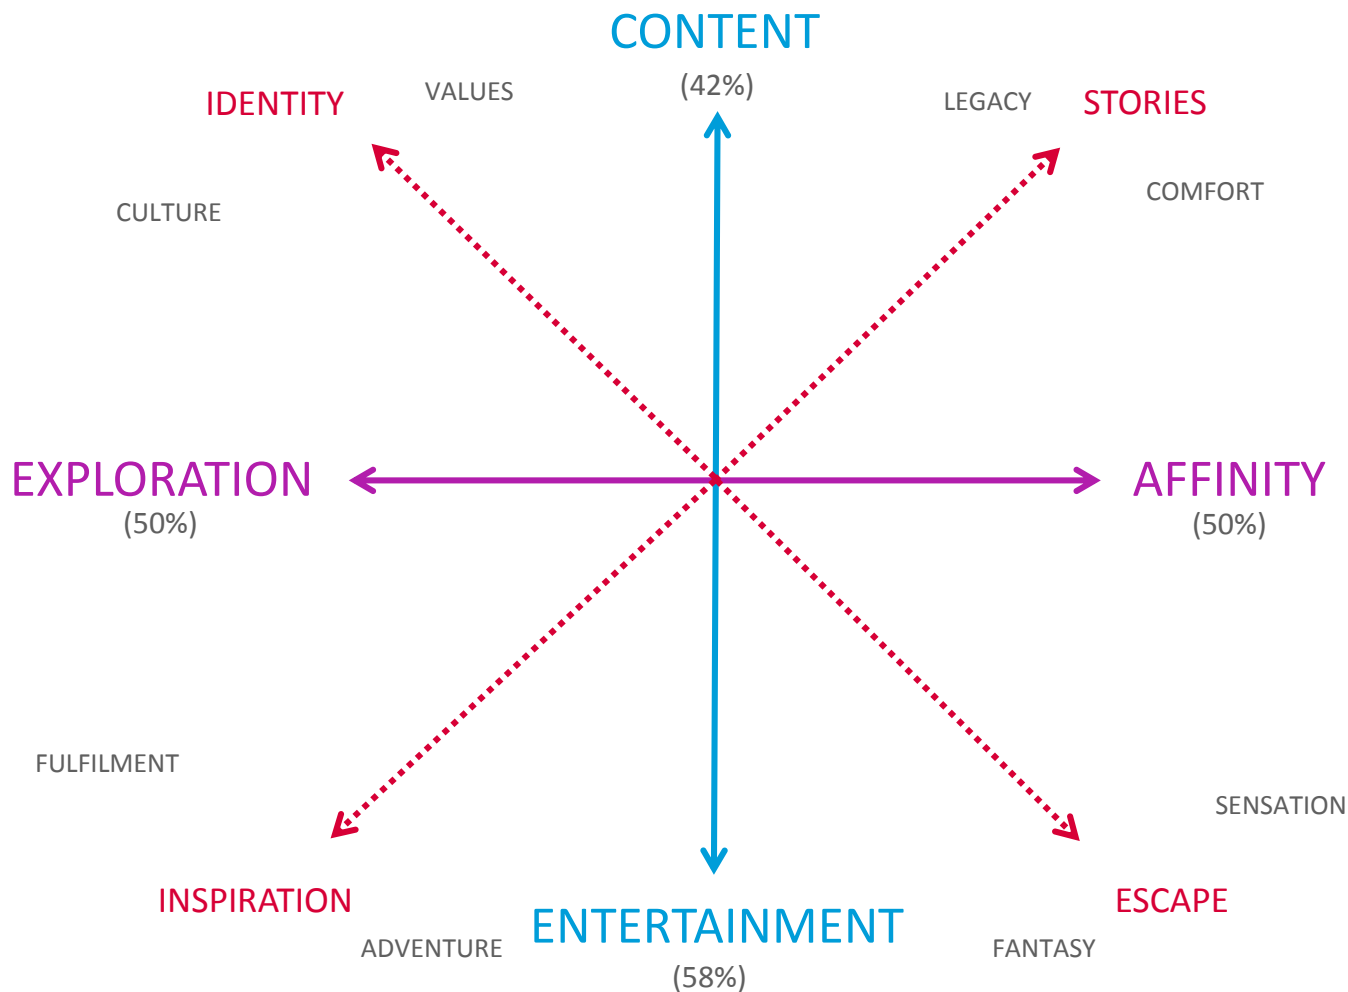 CONTENT
(42%)
IDENTITY
VALUES
LEGACY
STORIES
CULTURE
COMFORT
EXPLORATION
(50%)
AFFINITY
(50%)
FULFILMENT
SENSATION
INSPIRATION
ADVENTURE
ENTERTAINMENT
(58%)
FANTASY
ESCAPE